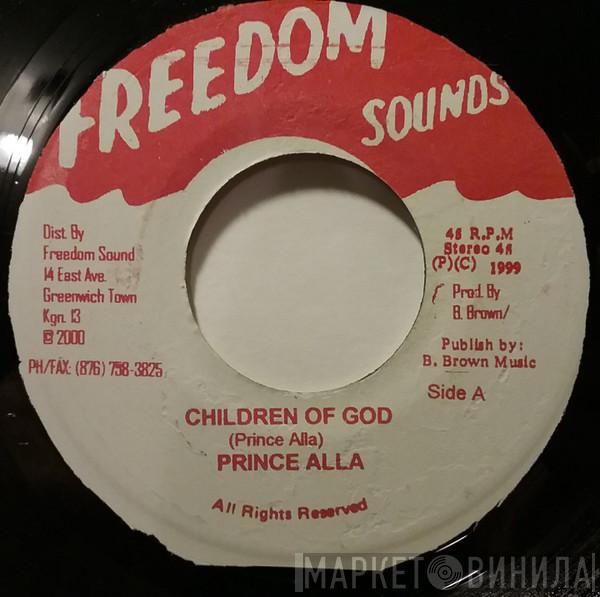 FREEDOM
SOUNDS
Dist. By
Freedom Sound
14 East Ave.
Greenwich Town
Kgn. 13
© 2000
PH/FAX: (876) 758-3825
45 R.P.M
Stereo 45
(P)(C) 1999
Prod. By
B. Brown/
Publish by:
B. Brown Music
Side A
CHILDREN OF GOD
(Prince Alla)
PRINCE ALLA
All Rights Reserved
МАРКЕТ ВИНИЛА